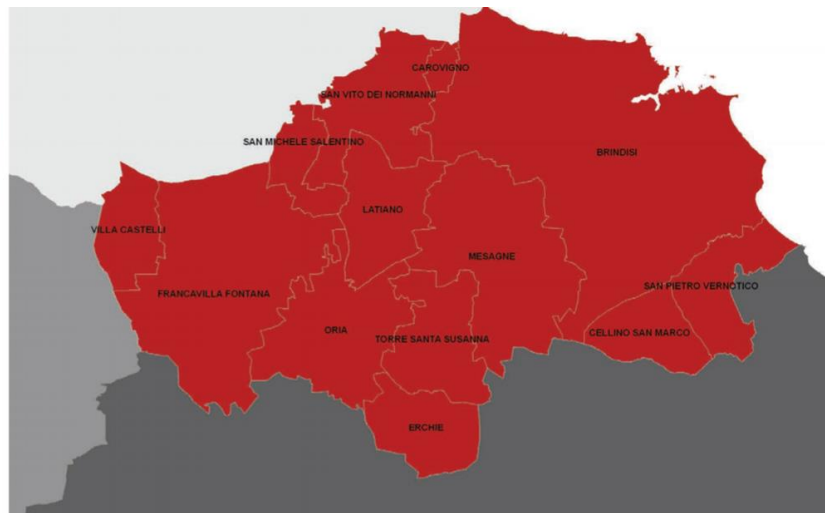 CAROVIGNO
SAN VITO DEI NORMANNI
SAN MICHELE SALENTINO
BRINDISI
LATIANO
VILLA CASTELLI
MESAGNE
SAN PIETRO VERNOTICO
FRANCAVILLA FONTANA
ORIA
TORRE SANTA SUSANNA
CELLINO SAN MARCO
ERCHIE